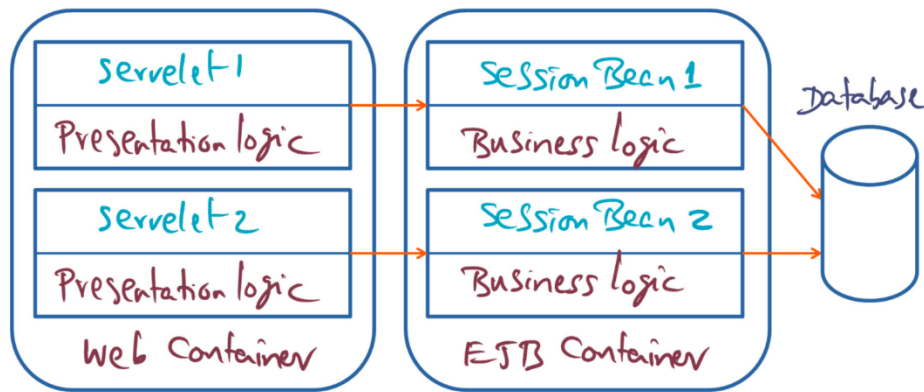 Servelet1
Presentation logic
Servelet2
Presentation logic
Web Container
Session Bean 1
Business logic
Session Bean 2
Business logic
EJB Container
Database